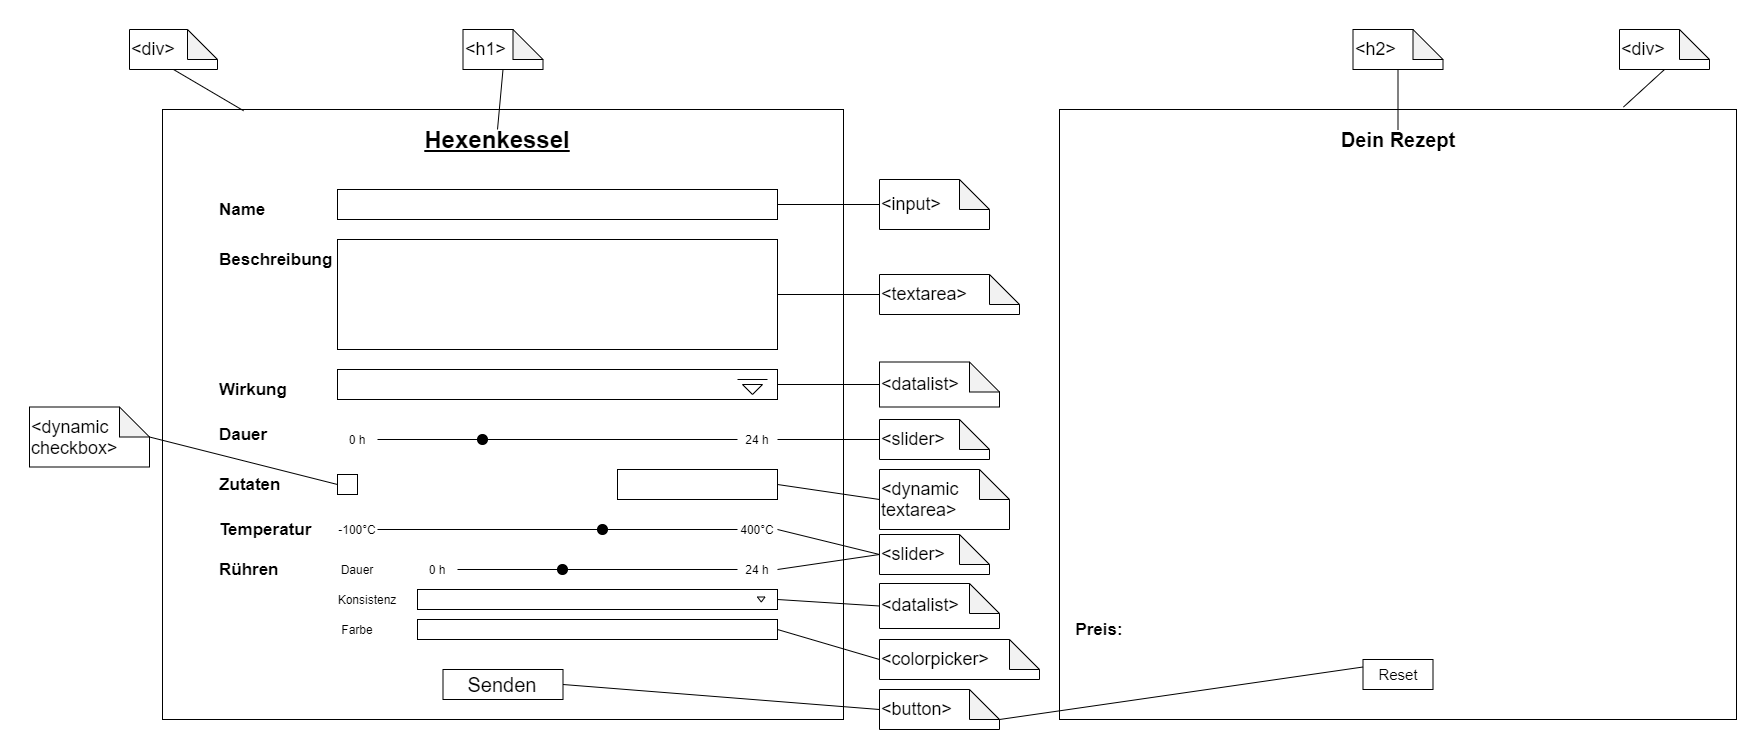 <div>
<h1>
<h2>
<div>
Hexenkessel
Dein Rezept
Name
<input>
Beschreibung
<textarea>
Wirkung
<datalist>
<dynamic
checkbox>
Dauer
0 h
24 h
<slider>
Zutaten
<dynamic
textarea>
Temperatur
-100°C
400°C
<slider>
Rühren
Dauer
0 h
24 h
Konsistenz
<datalist>
Farbe
<colorpicker>
Preis:
Senden
<button>
Reset